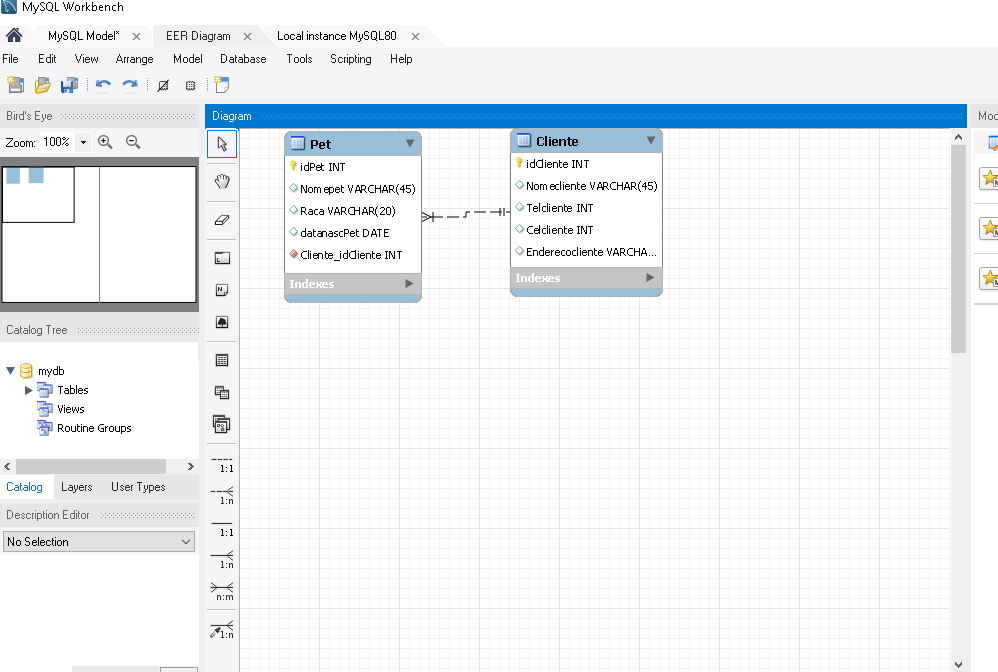 MySQL Workbench
MySQL Model* EER Diagram Local instance MySQL80
File Edit View Arrange Model Database Tools Scripting Help
Bird's Eye
Zoom: 100%
Diagram
Pet
idPet INT
Nomepet VARCHAR(45)
Raca VARCHAR(20)
datanascPet DATE
Cliente_idCliente INT
Indexes
Cliente
idCliente INT
Nomecliente VARCHAR(45)
Telcliente INT
Celcliente INT
Enderecocliente VARCHA...
Indexes
Catalog Tree
mydb
Tables
Views
Routine Groups
Catalog Layers User Types
Description Editor
No Selection
1:1
1:n
1:1
1:n
n:m
1:n